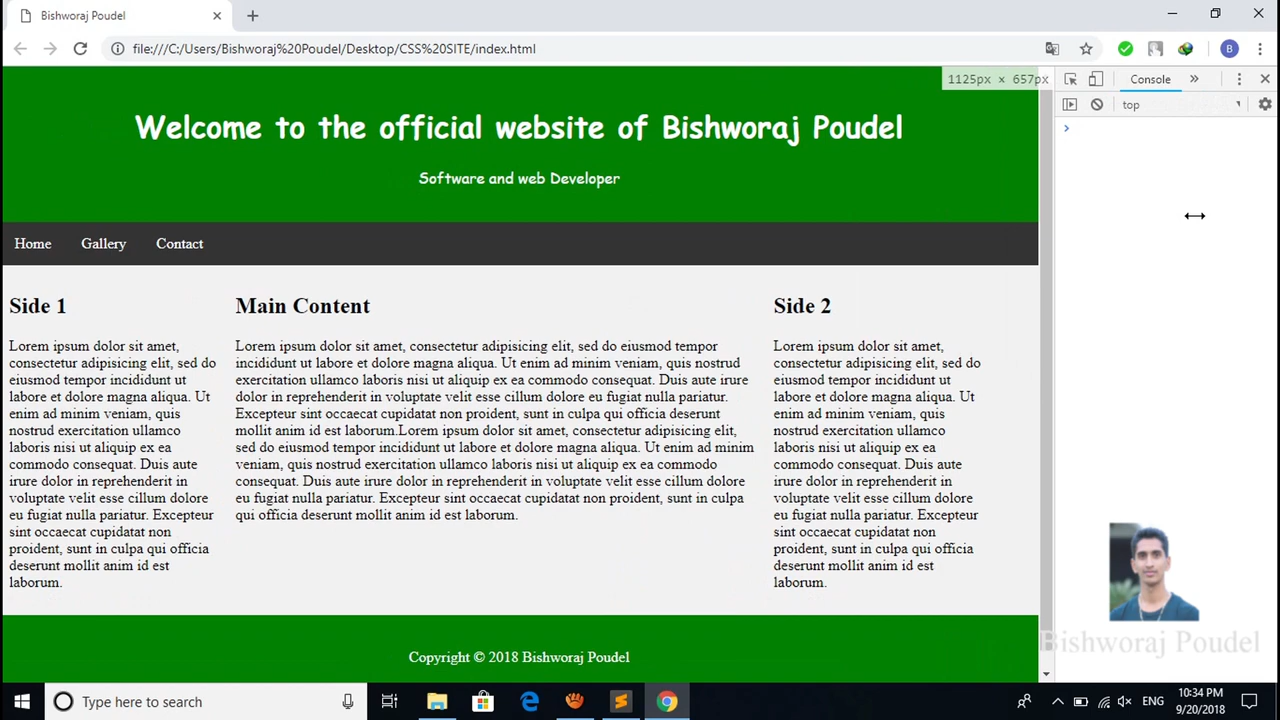 Bishworaj Poudel
file:///C:/Users/Bishworaj%20Poudel/Desktop/CSS%20SITE/index.html
B
1125px × 657px
Console
top
Welcome to the official website of Bishworaj Poudel
Software and web Developer
Home Gallery Contact
Side 1
Lorem ipsum dolor sit amet,
consectetur adipisicing elit, sed do
eiusmod tempor incididunt ut
labore et dolore magna aliqua. Ut
enim ad minim veniam, quis
nostrud exercitation ullamco
laboris nisi ut aliquip ex ea
commodo consequat. Duis aute
irure dolor in reprehenderit in
voluptate velit esse cillum dolore
eu fugiat nulla pariatur. Excepteur
sint occaecat cupidatat non
proident, sunt in culpa qui officia
deserunt mollit anim id est
laborum.
Main Content
Lorem ipsum dolor sit amet, consectetur adipisicing elit, sed do eiusmod tempor
incididunt ut labore et dolore magna aliqua. Ut enim ad minim veniam, quis nostrud
exercitation ullamco laboris nisi ut aliquip ex ea commodo consequat. Duis aute irure
dolor in reprehenderit in voluptate velit esse cillum dolore eu fugiat nulla pariatur.
Excepteur sint occaecat cupidatat non proident, sunt in culpa qui officia deserunt
mollit anim id est laborum.Lorem ipsum dolor sit amet, consectetur adipisicing elit,
sed do eiusmod tempor incididunt ut labore et dolore magna aliqua. Ut enim ad minim
veniam, quis nostrud exercitation ullamco laboris nisi ut aliquip ex ea commodo
consequat. Duis aute irure dolor in reprehenderit in voluptate velit esse cillum dolore
eu fugiat nulla pariatur. Excepteur sint occaecat cupidatat non proident, sunt in culpa
qui officia deserunt mollit anim id est laborum.
Side 2
Lorem ipsum dolor sit amet,
consectetur adipisicing elit, sed do
eiusmod tempor incididunt ut
labore et dolore magna aliqua. Ut
enim ad minim veniam, quis
nostrud exercitation ullamco
laboris nisi ut aliquip ex ea
commodo consequat. Duis aute
irure dolor in reprehenderit in
voluptate velit esse cillum dolore
eu fugiat nulla pariatur. Excepteur
sint occaecat cupidatat non
proident, sunt in culpa qui officia
deserunt mollit anim id est
laborum.
Bishworaj Poudel
Copyright © 2018 Bishworaj Poudel
Type here to search
ENG
10:34 PM
9/20/2018